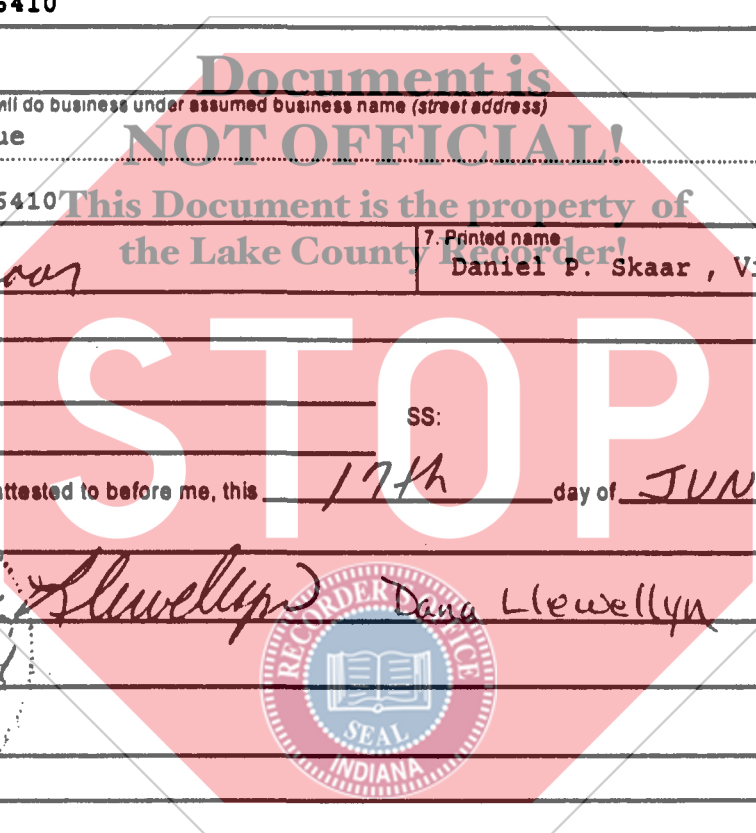 5410
Document is
will do business under assumed business name (street address)
ue
NOT OFFICIAL!
5410
This Document is the property of
7. Printed name
the Lake County Recorder!
Daniel P. Skaar , Vi
STOP
SS:
attested to before me, this 17th day of JUN
Llewellyn Dana Llewellyn
RECORDER OFFICE
SEAL
INDIANA